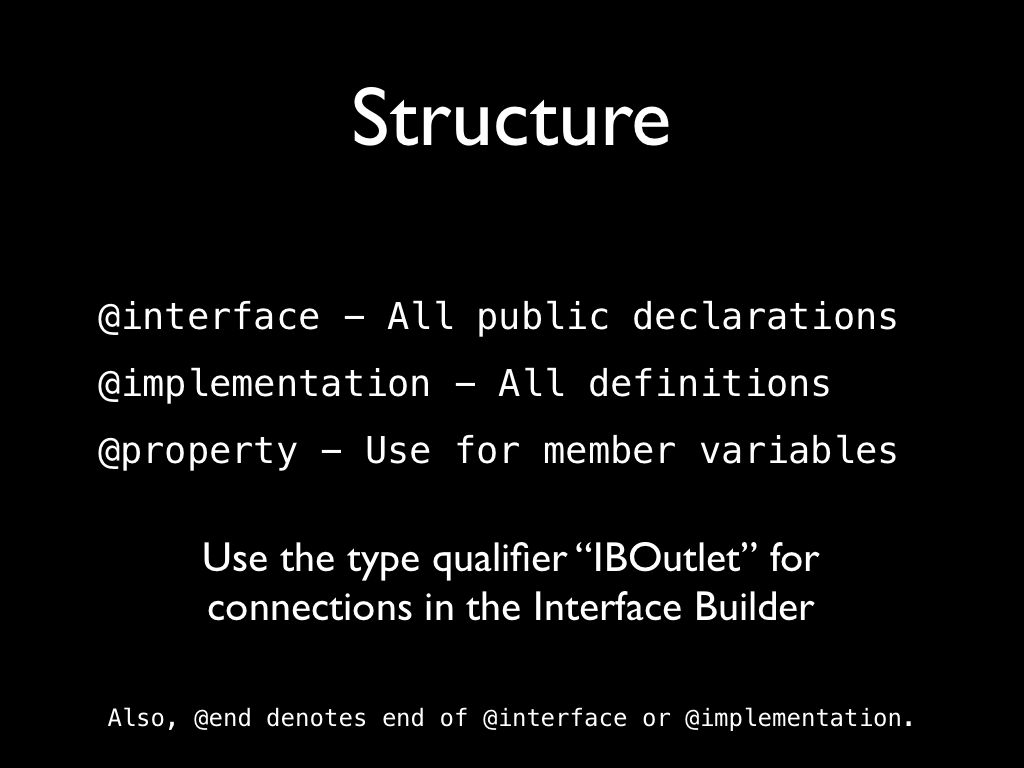 Structure
@interface – All public declarations
@implementation – All definitions
@property – Use for member variables
Use the type qualifier “IBOutlet” for
connections in the Interface Builder
Also, @end denotes end of @interface or @implementation.